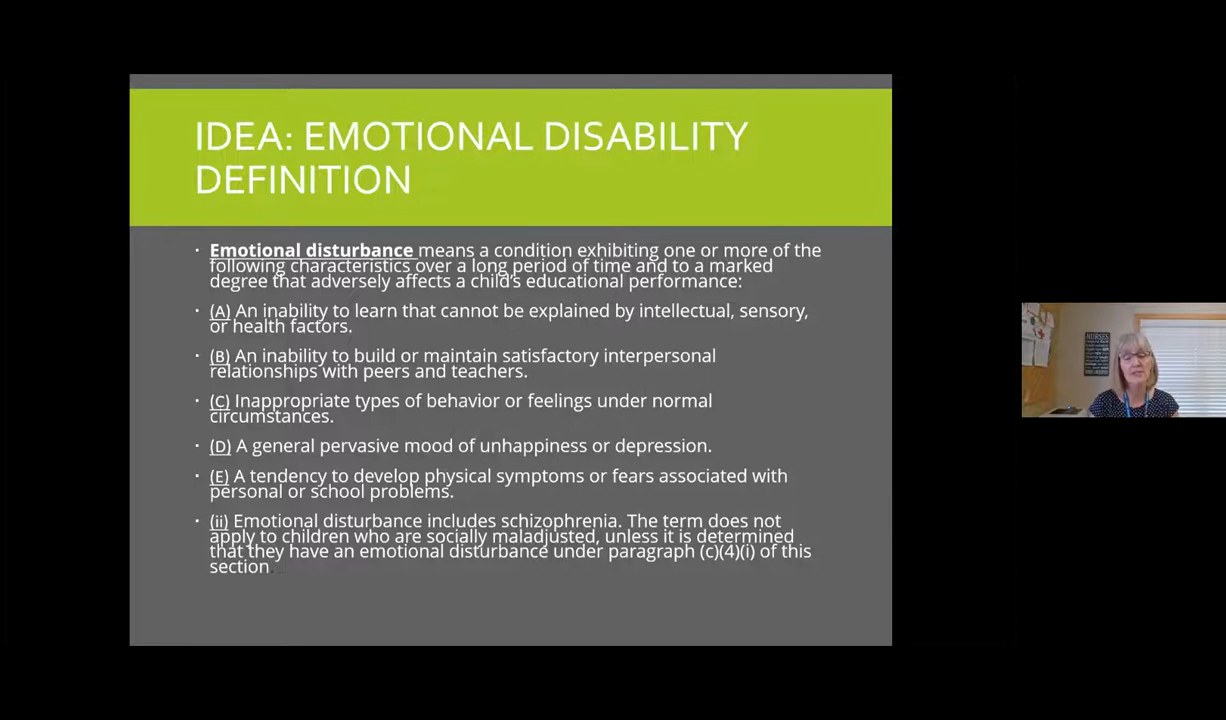 IDEA: EMOTIONAL DISABILITY
DEFINITION
· Emotional disturbance means a condition exhibiting one or more of the
following characteristics over a long period of time and to a marked
degree that adversely affects a child's educational performance:
· (A) An inability to learn that cannot be explained by intellectual, sensory,
or health factors.
· (B) An inability to build or maintain satisfactory interpersonal
relationships with peers and teachers.
· (C) Inappropriate types of behavior or feelings under normal
circumstances.
· (D) A general pervasive mood of unhappiness or depression.
· (E) A tendency to develop physical symptoms or fears associated with
personal or school problems.
· (ii) Emotional disturbance includes schizophrenia. The term does not
apply to children who are socially maladjusted, unless it is determined
that they have an emotional disturbance under paragraph (c)(4)(i) of this
section.
NURSES